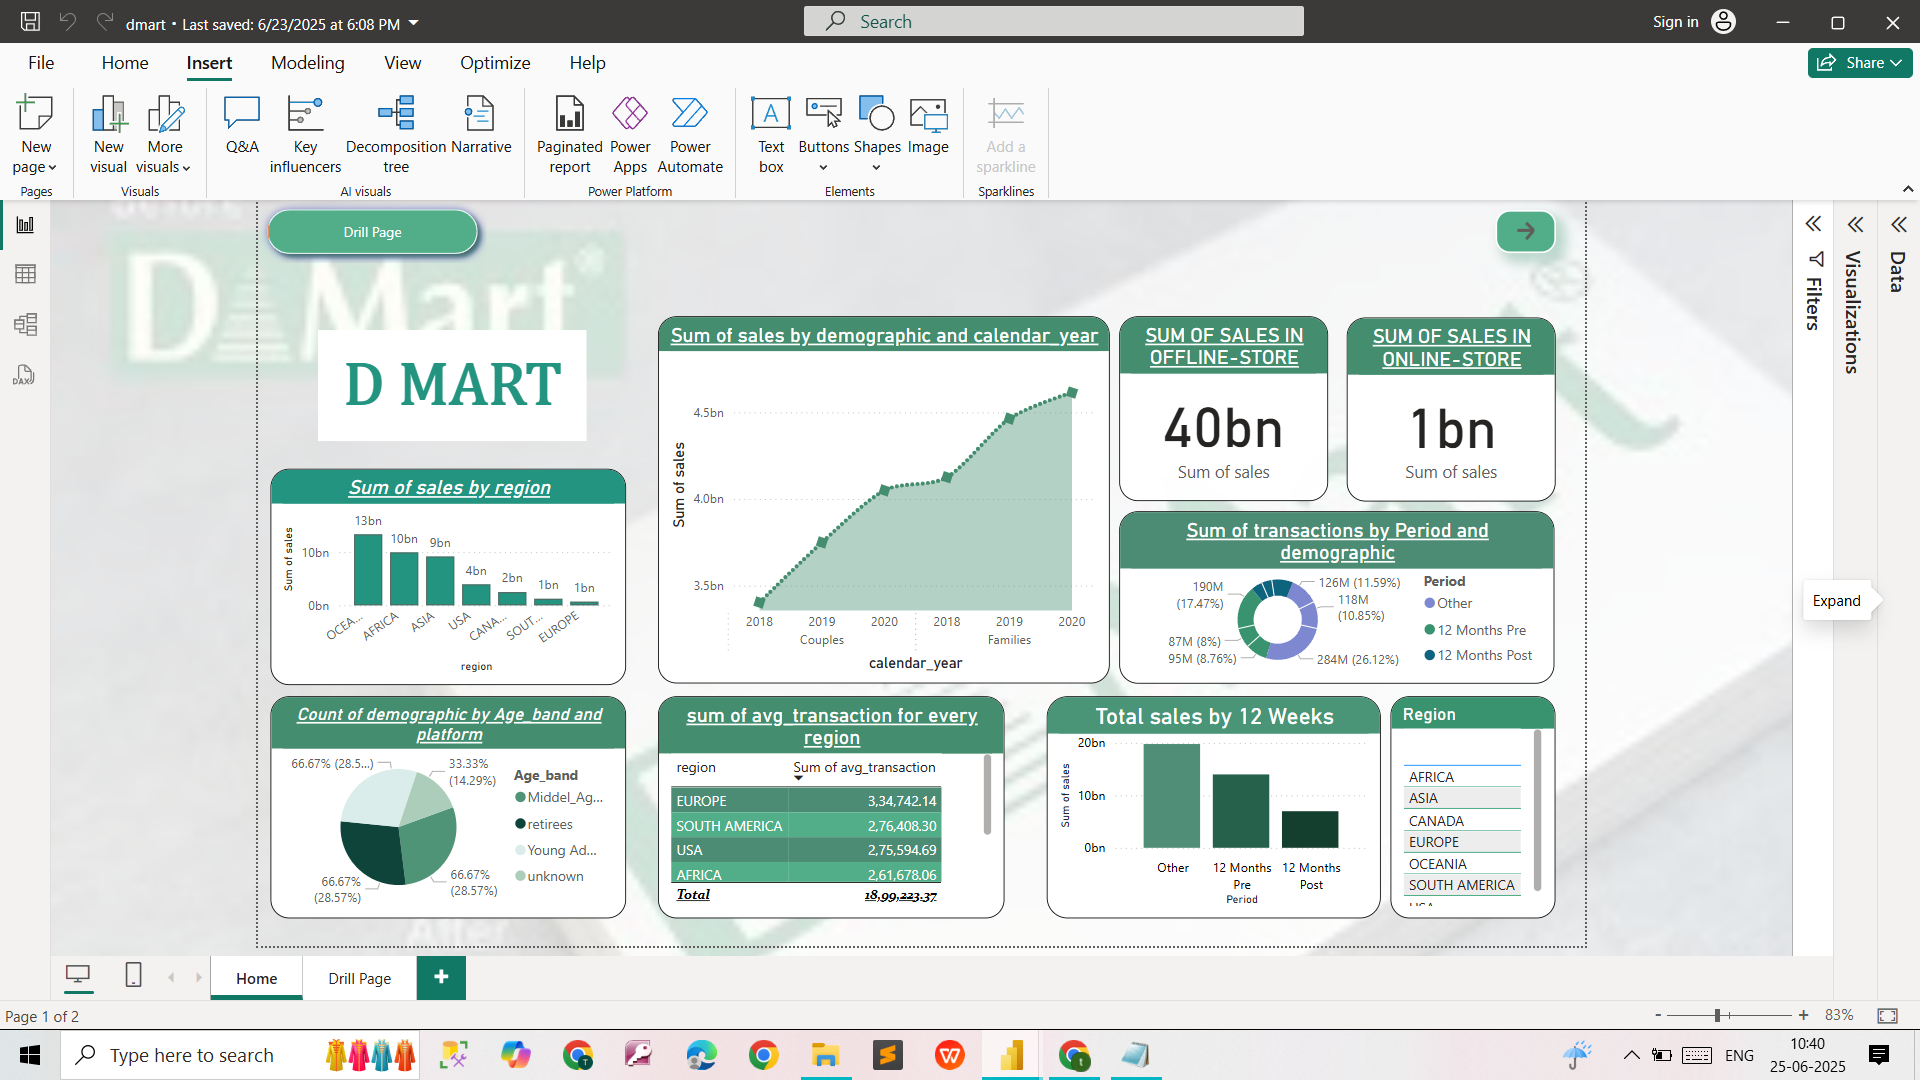 dmart • Last saved: 6/23/2025 at 6:08 PM
Search
Sign in
File Home Insert Modeling View Optimize Help
Share
New page
Pages
New visual
More visuals
Visuals
Q&A
Key influencers
Decomposition tree
Narrative
AI visuals
Paginated report
Power Apps
Power Automate
Power Platform
Text box
Buttons
Shapes
Image
Elements
Add a sparkline
Sparklines
Before
D Mart®
Drill Page
D MART
Sum of sales by region
Sum of sales
10bn
0bn
13bn
10bn
9bn
4bn
2bn
1bn
1bn
OCEA...
AFRICA
ASIA
USA
CANA...
SOUT...
EUROPE
region
Sum of sales by demographic and calendar_year
Sum of sales
4.5bn
4.0bn
3.5bn
2018 2019 2020 2018 2019 2020
Couples Families
calendar_year
SUM OF SALES IN
OFFLINE-STORE
40bn
Sum of sales
SUM OF SALES IN
ONLINE-STORE
1bn
Sum of sales
Sum of transactions by Period and
demographic
190M
(17.47%)
87M (8%)
95M (8.76%)
126M (11.59%)
118M
(10.85%)
284M (26.12%)
Period
Other
12 Months Pre
12 Months Post
Count of demographic by Age_band and
platform
66.67% (28.5...)
33.33%
(14.29%)
66.67%
(28.57%)
66.67%
(28.57%)
Age_band
Middel_Ag...
retirees
Young Ad...
unknown
sum of avg_transaction for every
region
region Sum of avg_transaction
EUROPE 3,34,742.14
SOUTH AMERICA 2,76,408.30
USA 2,75,594.69
AFRICA 2,61,678.06
Total 18,99,223.37
Total sales by 12 Weeks
Sum of sales
20bn
10bn
0bn
Other
12 Months
Pre
12 Months
Post
Period
Region
AFRICA
ASIA
CANADA
EUROPE
OCEANIA
SOUTH AMERICA
USA
After
Filters
Visualizations
Data
Expand
Home
Drill Page
+
Page 1 of 2
- + 83%
Type here to search
ENG
10:40
25-06-2025